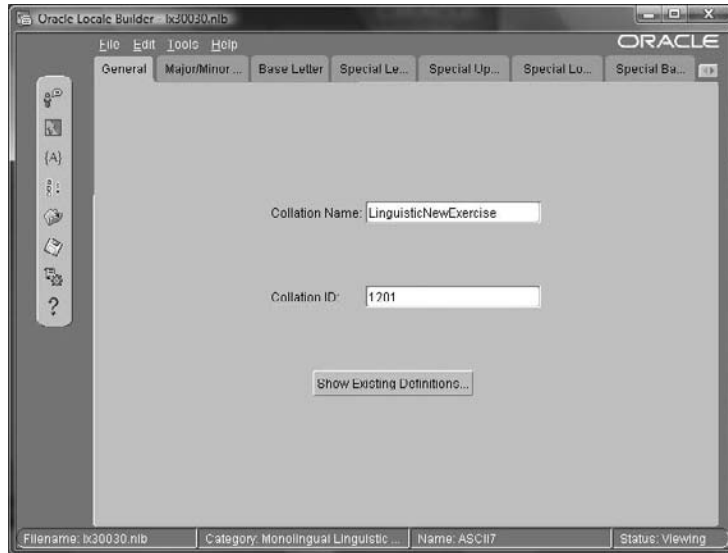 Oracle Locale Builder - lx30030.nlb
File Edit Tools Help
ORACLE
General Major/Minor ... Base Letter Special Le... Special Up... Special Lo... Special Ba...
{A}
Collation Name: LinguisticNewExercise
Collation ID: 1201
Show Existing Definitions...
?
Filename: lx30030.nlb Category: Monolingual Linguistic ... Name: ASCII7 Status: Viewing